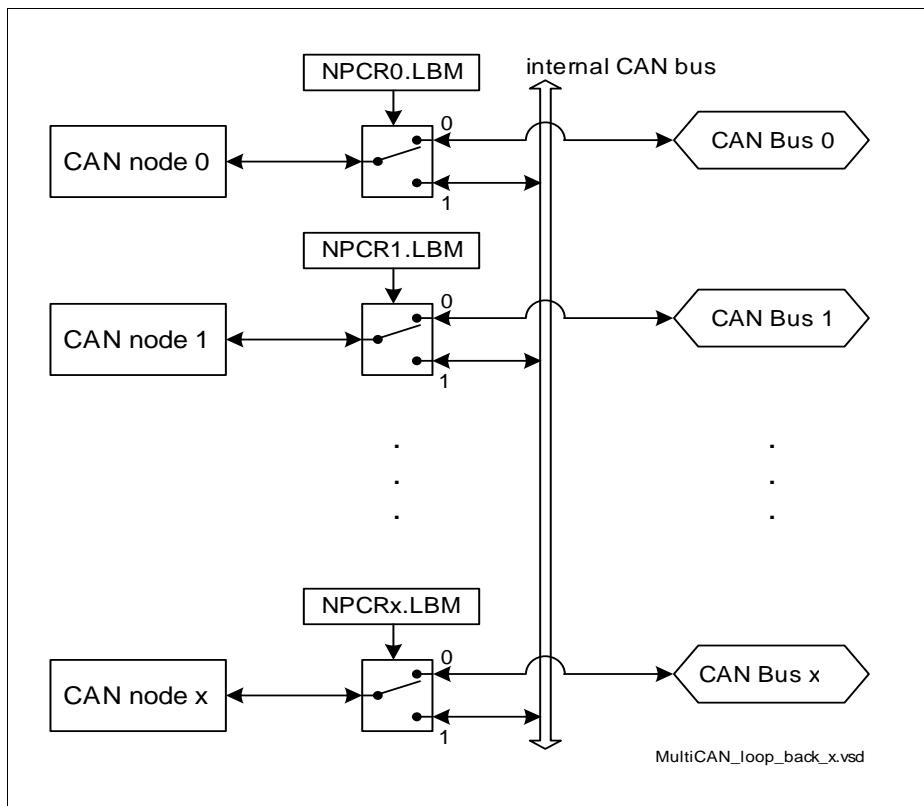 NPCR0.LBM
internal CAN bus
0
CAN node 0
CAN Bus 0
1
NPCR1.LBM
0
CAN node 1
CAN Bus 1
1
.
.
.
.
.
.
NPCRx.LBM
0
CAN node x
CAN Bus x
1
MultiCAN_loop_back_x.vsd